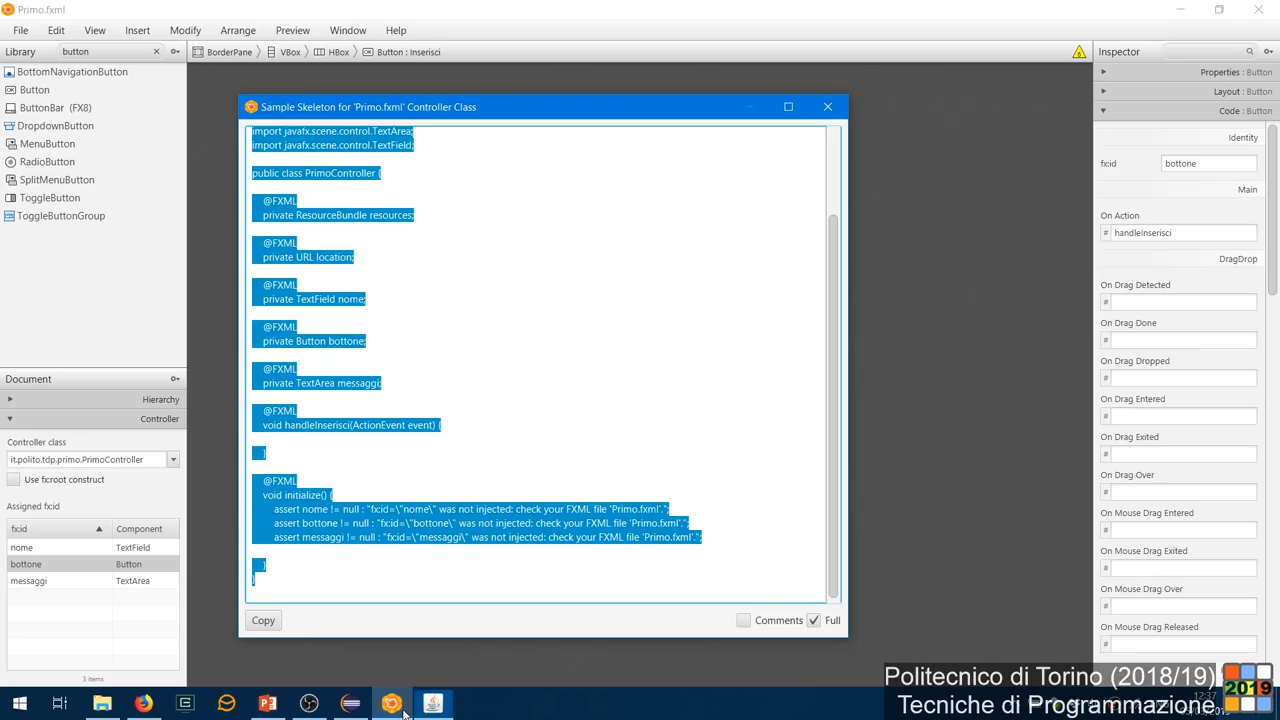 Primo.fxml
File Edit View Insert Modify Arrange Preview Window Help
Library button
BorderPane VBox HBox Button : Inserisci
BottomNavigationButton
Button
ButtonBar (FX8)
DropdownButton
MenuButton
RadioButton
SplitMenuButton
ToggleButton
ToggleButtonGroup
Document
Hierarchy
Controller
Controller class
it.polito.tdp.primo.PrimoController
Use fx:root construct
Assigned fx:id
fx:id Component
nome TextField
bottone Button
messaggi TextArea
3 items
Sample Skeleton for 'Primo.fxml' Controller Class
import javafx.scene.control.TextArea;
import javafx.scene.control.TextField;
public class PrimoController {
@FXML
private ResourceBundle resources;
@FXML
private URL location;
@FXML
private TextField nome;
@FXML
private Button bottone;
@FXML
private TextArea messaggi;
@FXML
void handleInserisci(ActionEvent event) {
}
@FXML
void initialize() {
assert nome != null : "fx:id=\"nome\" was not injected: check your FXML file 'Primo.fxml'.";
assert bottone != null : "fx:id=\"bottone\" was not injected: check your FXML file 'Primo.fxml'.";
assert messaggi != null : "fx:id=\"messaggi\" was not injected: check your FXML file 'Primo.fxml'.";
}
}
Copy Comments Full
Inspector
Properties : Button
Layout : Button
Code : Button
Identity
fx:id bottone
Main
On Action
# handleInserisci
DragDrop
On Drag Detected
#
On Drag Done
#
On Drag Dropped
#
On Drag Entered
#
On Drag Exited
#
On Drag Over
#
On Mouse Drag Entered
#
On Mouse Drag Exited
#
On Mouse Drag Over
#
On Mouse Drag Released
#
Politecnico di Torino (2018/19)
Tecniche di Programmazione
2019
12:37